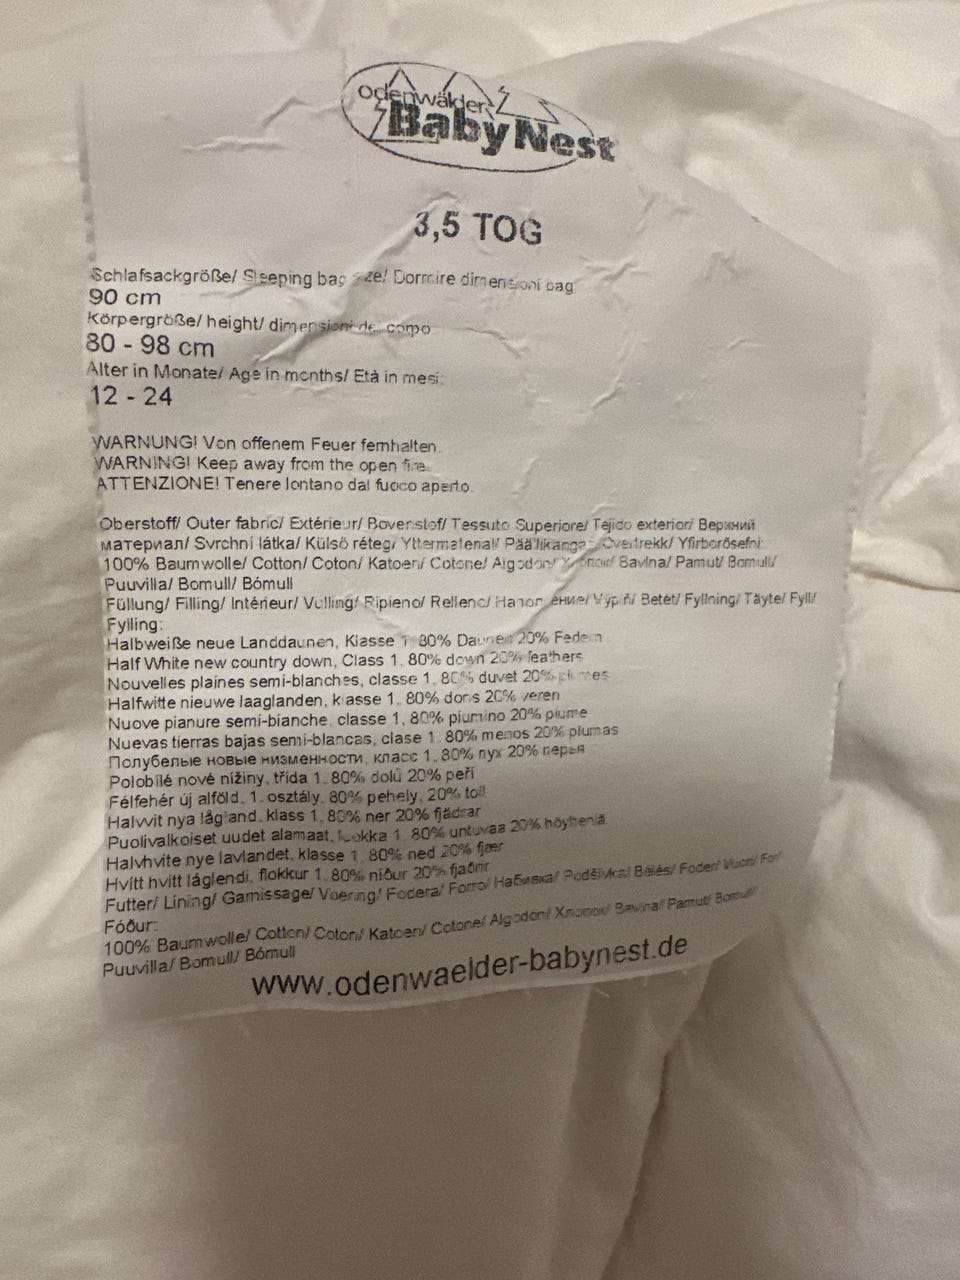 odenwälder
BabyNest
3,5 TOG
Schlafsackgröße/ Sleeping bag size/ Dormire dimensioni bag
90 cm
Körpergröße/ height/ dimensioni del corpo
80 - 98 cm
Alter in Monate/ Age in months/ Età in mesi:
12 - 24
WARNUNG! Von offenem Feuer fernhalten.
WARNING! Keep away from the open fire.
ATTENZIONE! Tenere lontano dal fuoco aperto.
Oberstoff/ Outer fabric/ Extérieur/ Bovenstof/ Tessuto Superiore/ Tejido exterior/ Верхний
материал/ Svrchní látka/ Külső réteg/ Yttermaterial/ Päällikangas/ Overtrekk/ Yfirborðsefni:
100% Baumwolle/ Cotton/ Coton/ Katoen/ Cotone/ Algodón/ Хлопок/ Bavlna/ Pamut/ Bomull/
Puuvilla/ Bomull/ Bómull
Füllung/ Filling/ Intérieur/ Vulling/ Ripieno/ Relleno/ Наполнение/ Výplň/ Betét/ Fyllning/ Täyte/ Fyll/
Fylling:
Halbweiße neue Landdaunen, Klasse 1, 80% Daunen 20% Federn
Half White new country down, Class 1, 80% down 20% feathers
Nouvelles plaines semi-blanches, classe 1, 80% duvet 20% plumes
Halfwitte nieuwe laaglanden, klasse 1, 80% dons 20% veren
Nuove pianure semi-bianche, classe 1, 80% piumino 20% piume
Nuevas tierras bajas semi-blancas, clase 1, 80% menos 20% plumas
Полубелые новые низменности, класс 1, 80% пух 20% перья
Polobílé nové nížiny, třída 1, 80% dolů 20% peří
Félfehér új alföld, 1. osztály, 80% pehely, 20% toll
Halvvit nya lågland, klass 1, 80% ner 20% fjädrar
Puolivalkoiset uudet alamaat, luokka 1, 80% untuvaa 20% höyheniä
Halvhvite nye lavlandet, klasse 1, 80% ned 20% fjær
Hvítt hvítt láglendi, flokkur 1, 80% niður 20% fjaðrir
Futter/ Lining/ Garnissage/ Voering/ Fodera/ Forro/ Набивка/ Podšívka/ Bélés/ Foder/ Vuori/ For/
Fóður:
100% Baumwolle/ Cotton/ Coton/ Katoen/ Cotone/ Algodón/ Хлопок/ Bavlna/ Pamut/ Bomull/
Puuvilla/ Bomull/ Bómull
www.odenwaelder-babynest.de